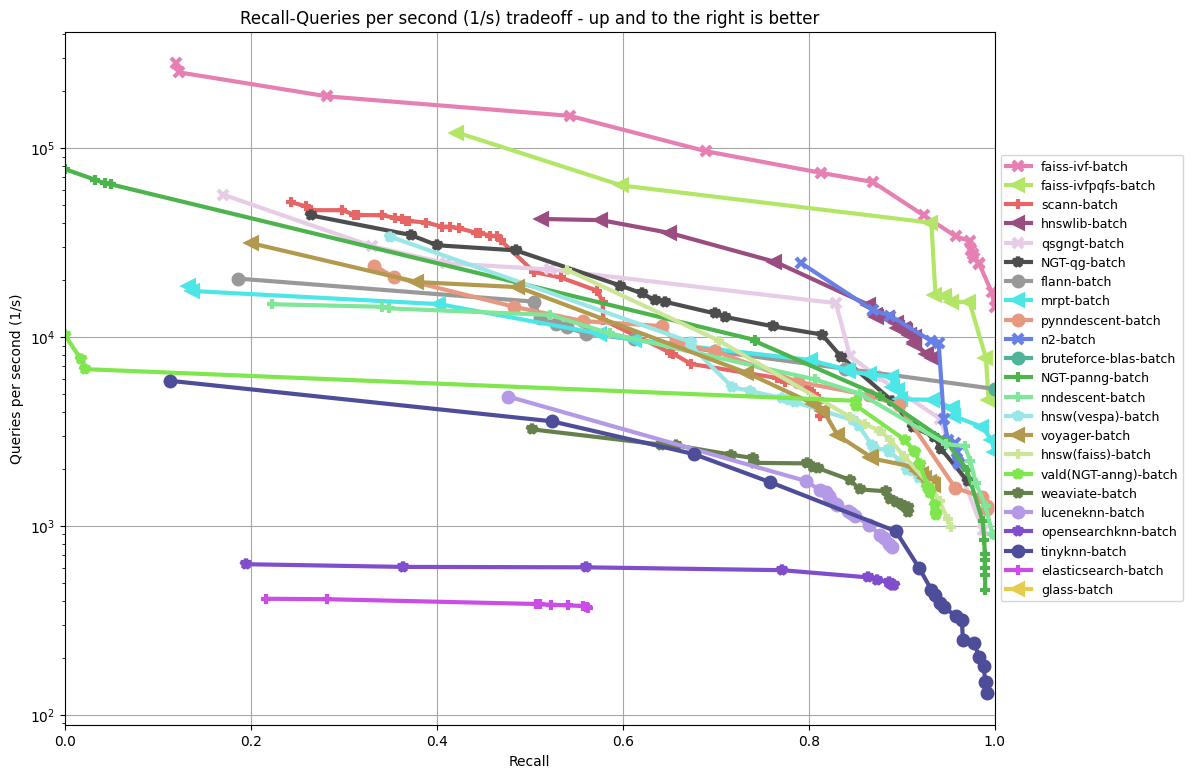 Recall-Queries per second (1/s) tradeoff - up and to the right is better
Queries per second (1/s)
10^5
10^4
10^3
10^2
0.0 0.2 0.4 0.6 0.8 1.0
Recall
faiss-ivf-batch
faiss-ivfpqfs-batch
scann-batch
hnswlib-batch
qsgngt-batch
NGT-qg-batch
flann-batch
mrpt-batch
pynndescent-batch
n2-batch
bruteforce-blas-batch
NGT-panng-batch
nndescent-batch
hnsw(vespa)-batch
voyager-batch
hnsw(faiss)-batch
vald(NGT-anng)-batch
weaviate-batch
luceneknn-batch
opensearchknn-batch
tinyknn-batch
elasticsearch-batch
glass-batch